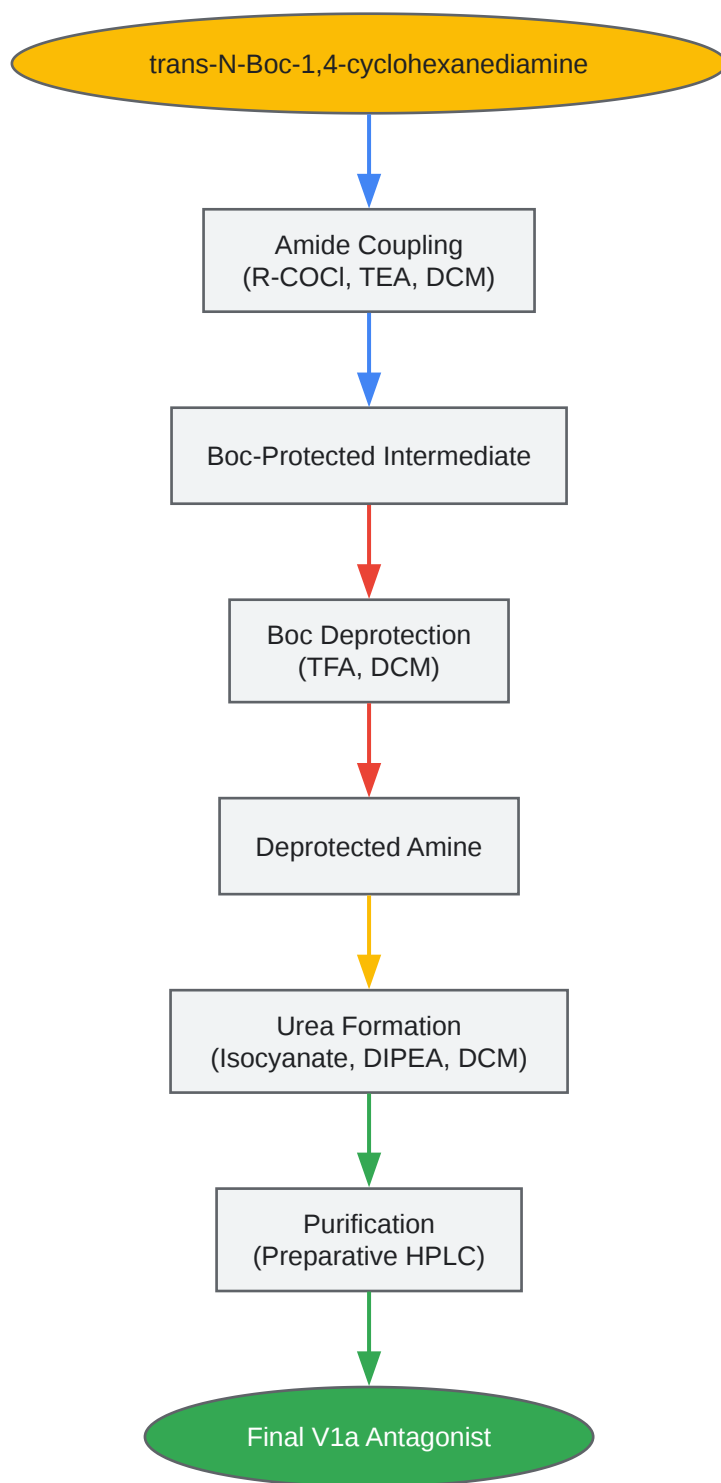 trans-N-Boc-1,4-cyclohexanediamine
Amide Coupling
(R-COCl, TEA, DCM)
Boc-Protected Intermediate
Boc Deprotection
(TFA, DCM)
Deprotected Amine
Urea Formation
(Isocyanate, DIPEA, DCM)
Purification
(Preparative HPLC)
Final V1a Antagonist